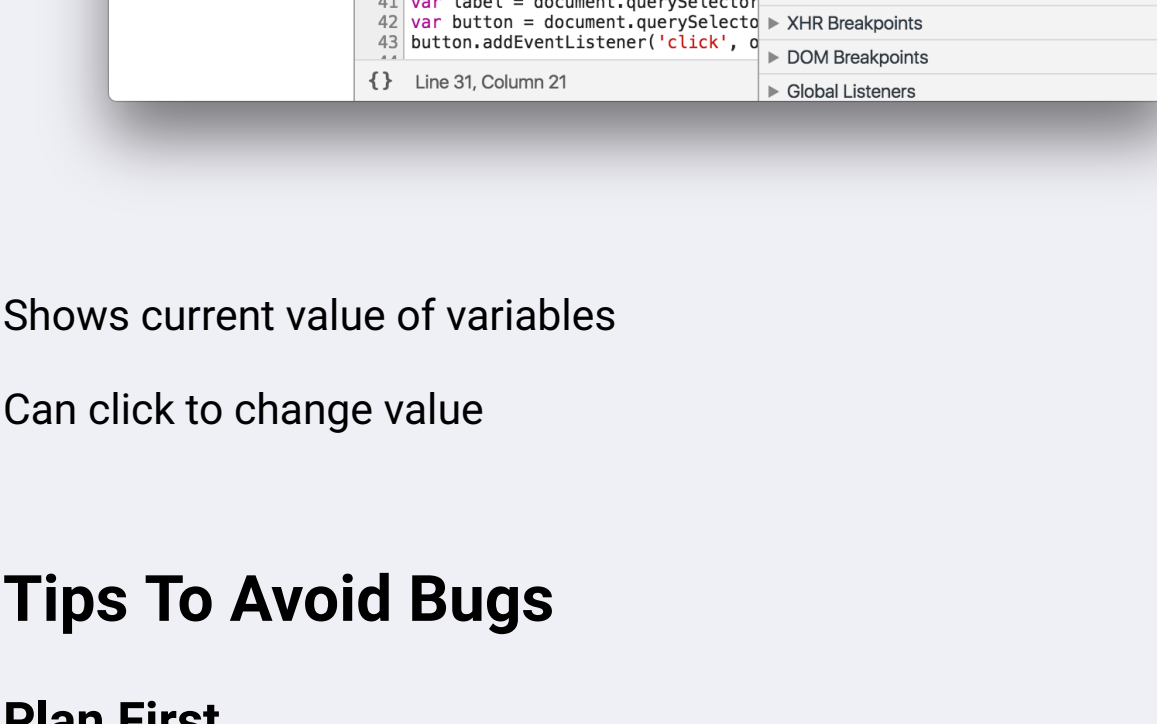 41 var label = document.querySelector
42 var button = document.querySelecto
43 button.addEventListener('click', o
44
{} Line 31, Column 21
XHR Breakpoints
DOM Breakpoints
Global Listeners
Shows current value of variables
Can click to change value
Tips To Avoid Bugs
Plan First